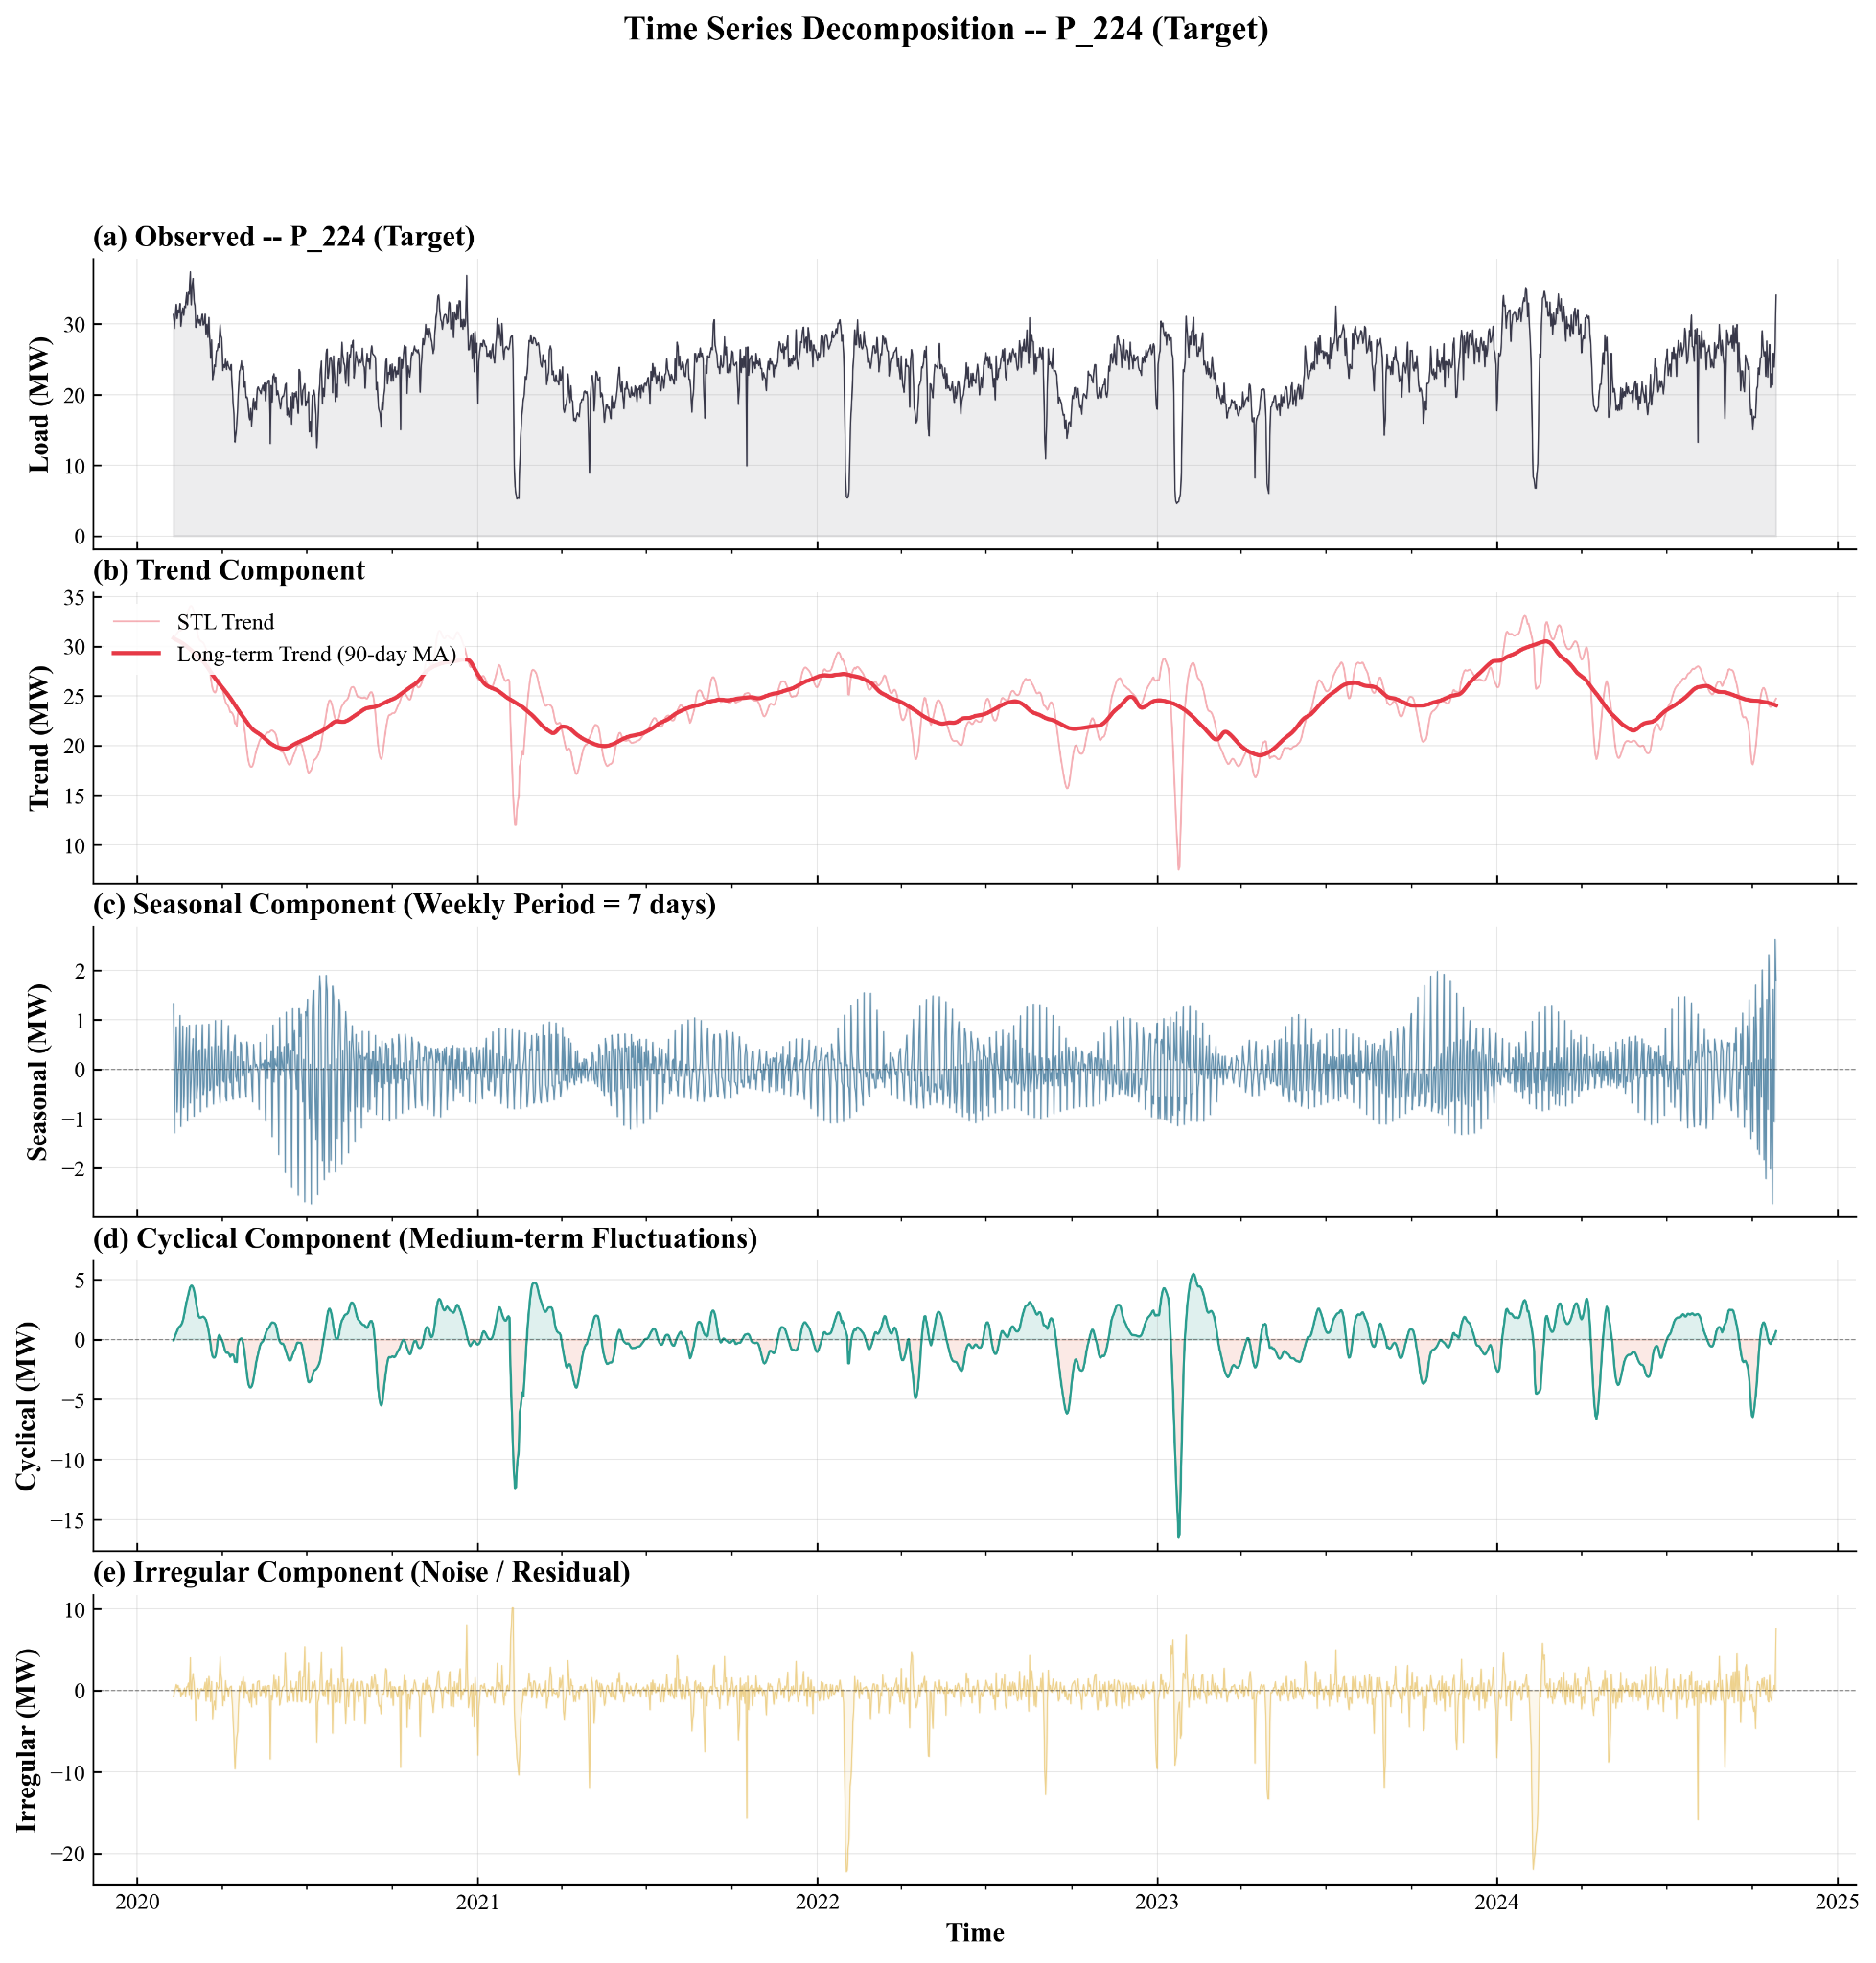 Time Series Decomposition -- P_224 (Target)
(a) Observed -- P_224 (Target)
Load (MW)
30
20
10
0
(b) Trend Component
Trend (MW)
35
30
25
20
15
10
STL Trend
Long-term Trend (90-day MA)
(c) Seasonal Component (Weekly Period = 7 days)
Seasonal (MW)
2
1
0
−1
−2
(d) Cyclical Component (Medium-term Fluctuations)
Cyclical (MW)
5
0
−5
−10
−15
(e) Irregular Component (Noise / Residual)
Irregular (MW)
10
0
−10
−20
2020 2021 2022 2023 2024 2025
Time